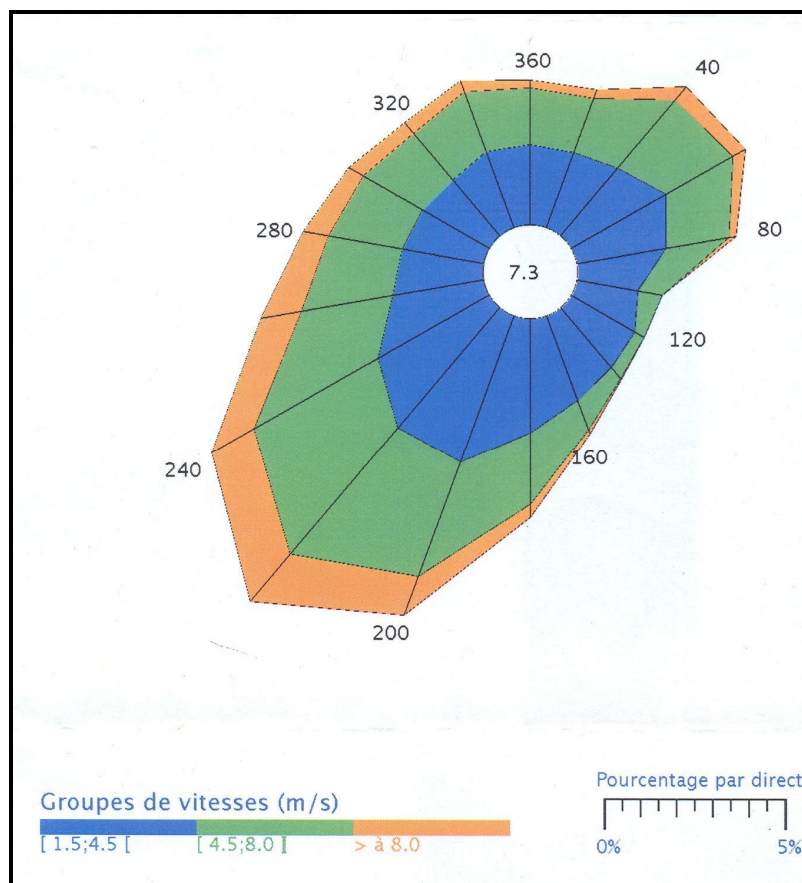 360
40
320
280
80
7.3
120
240
160
200
Groupes de vitesses (m/s)
[ 1.5;4.5 [
[ 4.5;8.0 ]
> à 8.0
Pourcentage par direct
0%
5%